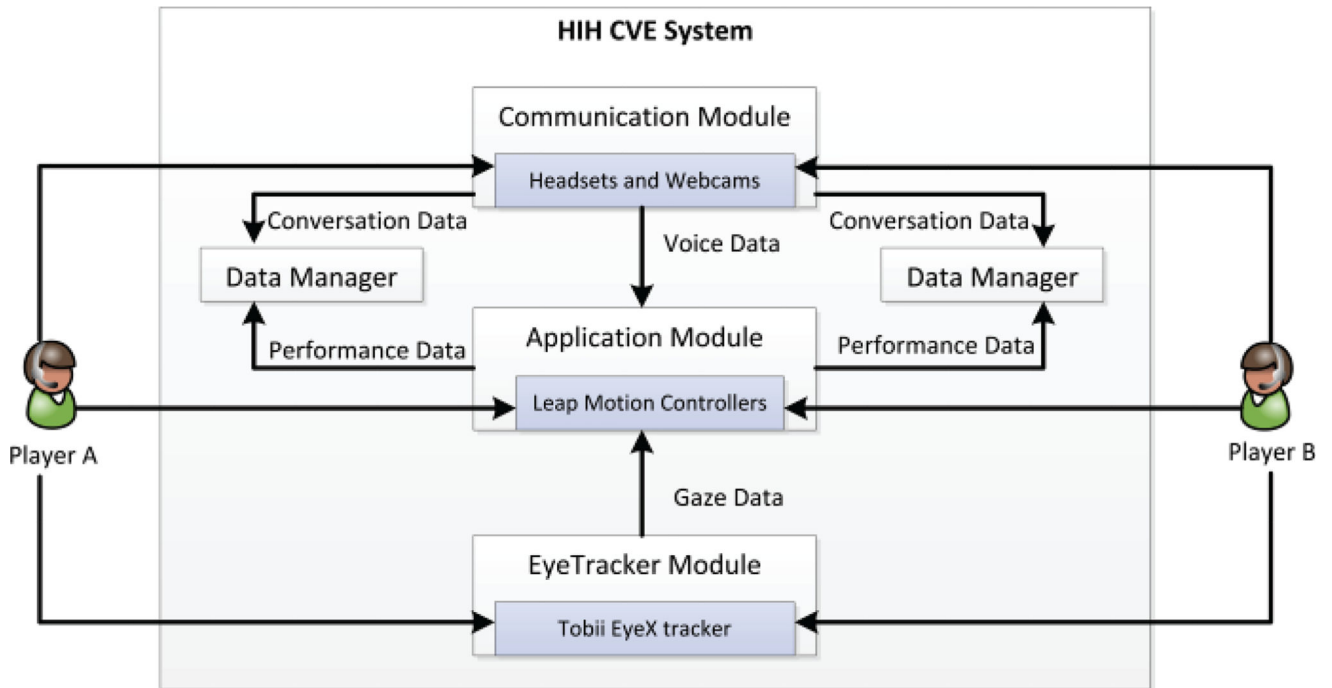 HIH CVE System
Communication Module
Headsets and Webcams
Conversation Data
Conversation Data
Voice Data
Data Manager
Data Manager
Application Module
Performance Data
Performance Data
Leap Motion Controllers
Player A
Player B
Gaze Data
EyeTracker Module
Tobii EyeX tracker